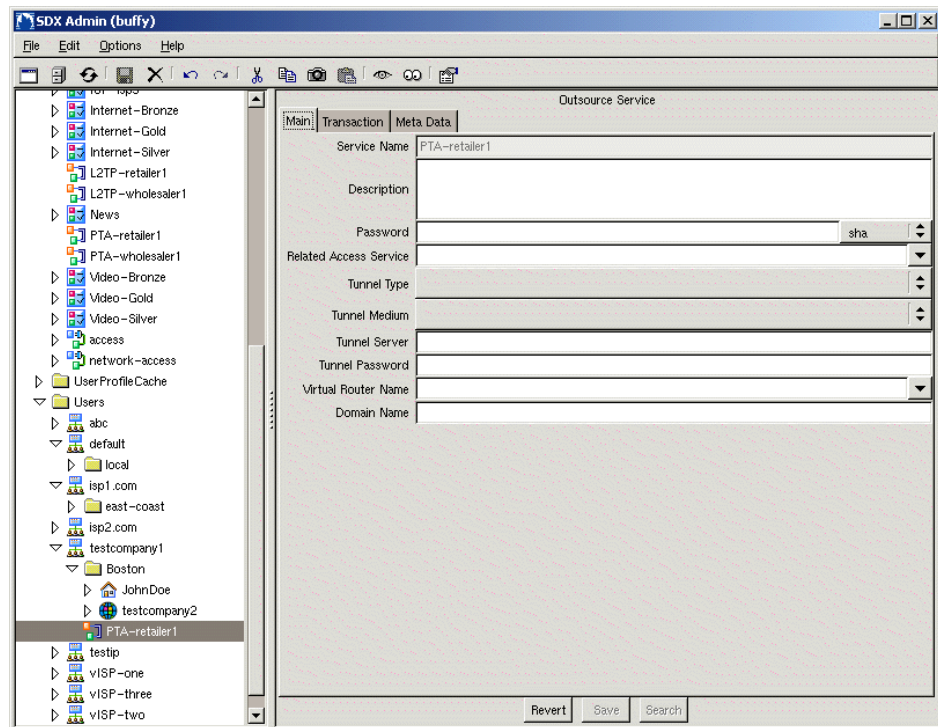 SDX Admin (buffy)
File Edit Options Help
Internet-Bronze
Internet-Gold
Internet-Silver
L2TP-retailer1
L2TP-wholesaler1
News
PTA-retailer1
PTA-wholesaler1
Video-Bronze
Video-Gold
Video-Silver
access
network-access
UserProfileCache
Users
abc
default
local
isp1.com
east-coast
isp2.com
testcompany1
Boston
JohnDoe
testcompany2
PTA-retailer1
testip
vISP-one
vISP-three
vISP-two
Outsource Service
Main Transaction Meta Data
Service Name PTA-retailer1
Description
Password sha
Related Access Service
Tunnel Type
Tunnel Medium
Tunnel Server
Tunnel Password
Virtual Router Name
Domain Name
Revert Save Search